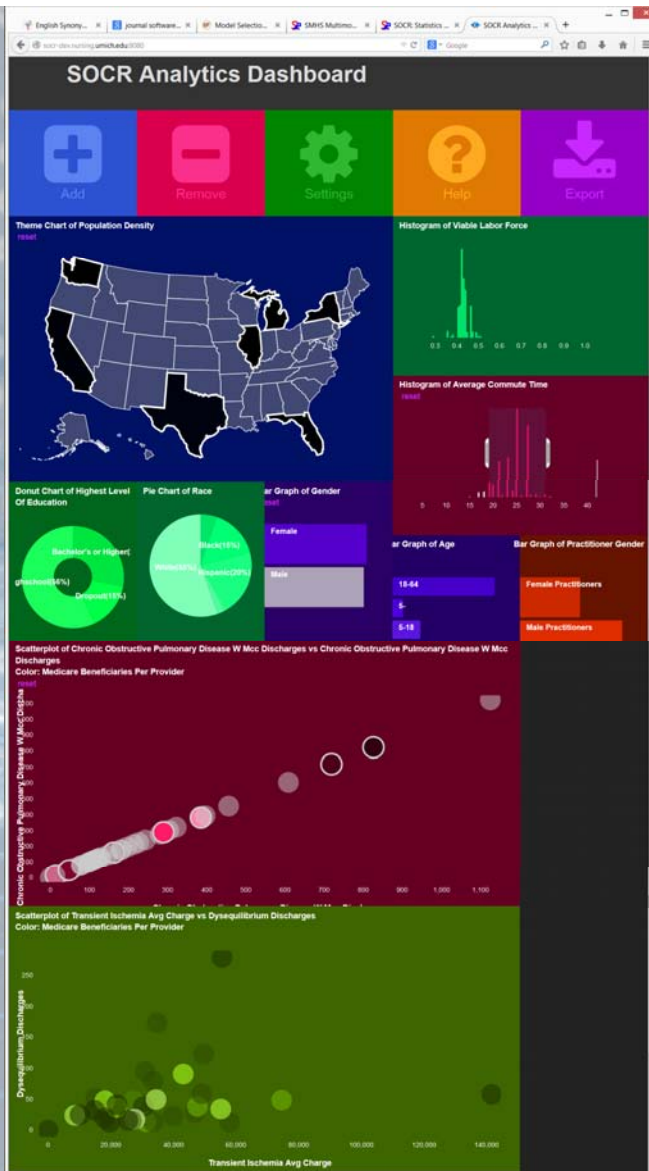 English Synony...
journal software...
Model Selectio...
SMHS Multimo...
SOCR: Statistics ...
SOCR Analytics ...
socr-dev.nursing.umich.edu:8080
Google
SOCR Analytics Dashboard
Add
Remove
Settings
Help
Export
Theme Chart of Population Density
reset
Histogram of Viable Labor Force
0.3 0.4 0.5 0.6 0.7 0.8 0.9 1.0
Histogram of Average Commute Time
reset
5 10 15 20 25 30 35 40
Donut Chart of Highest Level
Of Education
Bachelor's or Higher(
ghschool(56%)
Dropout(15%)
Pie Chart of Race
Black(15%)
Hispanic(20%)
ar Graph of Gender
reset
Female
Male
ar Graph of Age
18-64
5-
5-18
Bar Graph of Practitioner Gender
Female Practitioners
Male Practitioners
Scatterplot of Chronic Obstructive Pulmonary Disease W Mcc Discharges vs Chronic Obstructive Pulmonary Disease W Mcc
Discharges
Color: Medicare Beneficiaries Per Provider
reset
Chronic Obstructive Pulmonary Disease W Mcc Discha
0 100 200 300 400 500 600 700 800 900 1,000 1,100
Scatterplot of Transient Ischemia Avg Charge vs Dysequilibrium Discharges
Color: Medicare Beneficiaries Per Provider
Dysequilibrium Discharges
250
200
150
100
50
0
0 20,000 40,000 60,000 80,000 100,000 120,000 140,000
Transient Ischemia Avg Charge